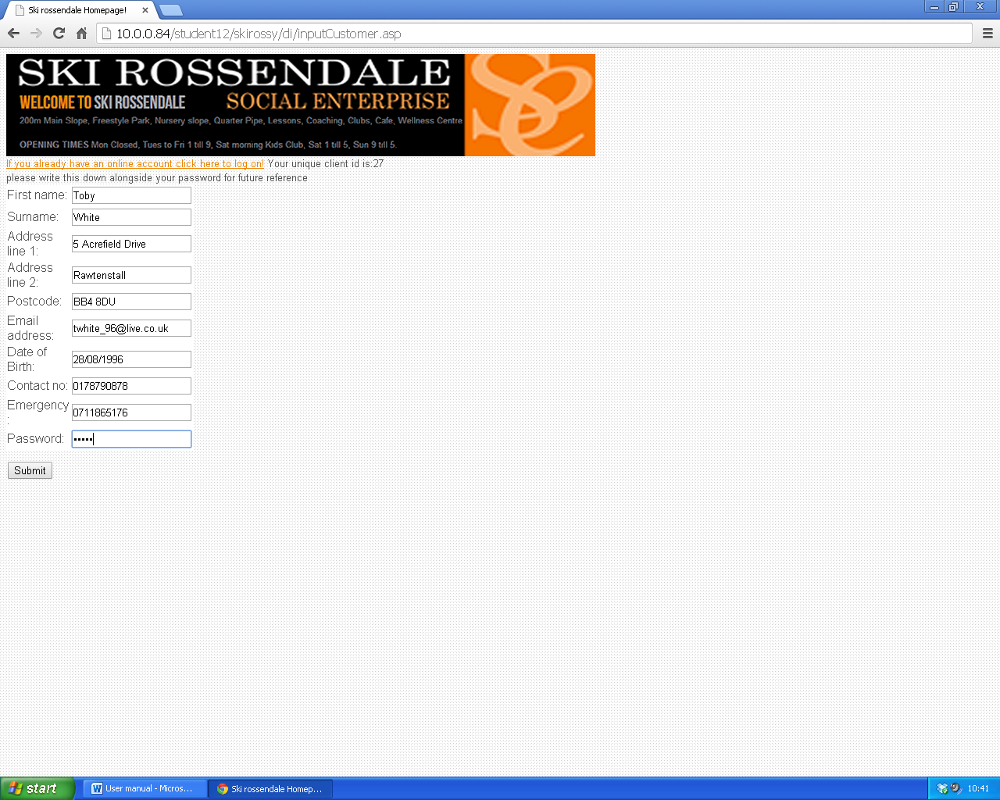 Ski rossendale Homepage!
10.0.0.84/student12/skirossy/di/inputCustomer.asp
SKI ROSSENDALE
WELCOME TO SKI ROSSENDALE SOCIAL ENTERPRISE
200m Main Slope, Freestyle Park, Nursery slope, Quarter Pipe, Lessons, Coaching, Clubs, Cafe, Wellness Centre
OPENING TIMES Mon Closed, Tues to Fri 1 till 9, Sat morning Kids Club, Sat 1 till 5, Sun 9 till 5.
If you already have an online account click here to log on! Your unique client id is:27
please write this down alongside your password for future reference
First name: Toby
Surname: White
Address
line 1: 5 Acrefield Drive
Address
line 2: Rawtenstall
Postcode: BB4 8DU
Email
address: twhite_96@live.co.uk
Date of
Birth: 28/08/1996
Contact no: 0178790878
Emergency
: 0711865176
Password: •••••
Submit
start User manual - Micros... Ski rossendale Homep... 10:41